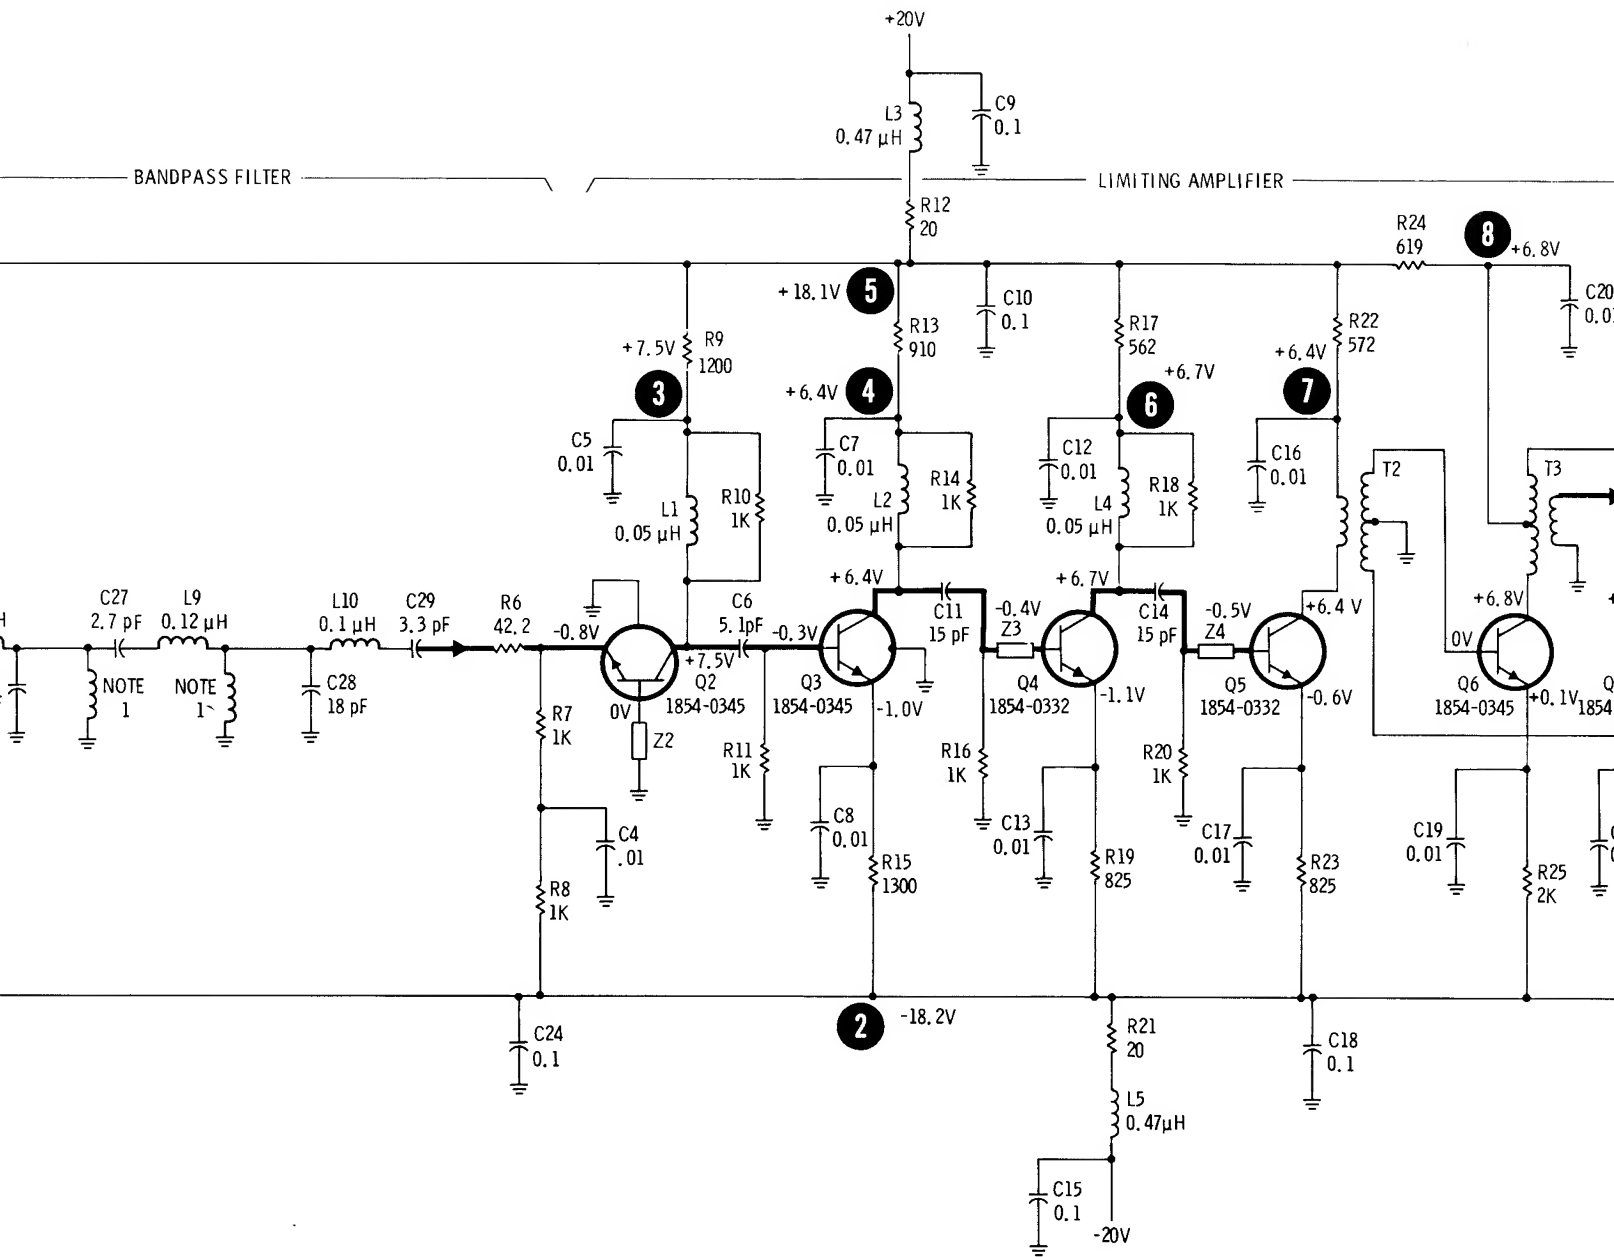 +20V
L3
0.47 µH
C9
0.1
BANDPASS FILTER
LIMITING AMPLIFIER
R12
20
R24
619
8
+6.8V
+18.1V
5
C10
0.1
C20
R13
910
R17
562
R22
572
+7.5V
R9
1200
+6.4V
+6.7V
3
+6.4V
4
6
7
C5
0.01
C7
0.01
C12
0.01
C16
0.01
T2
T3
R10
1K
L1
0.05 µH
R14
1K
L2
0.05 µH
R18
1K
L4
0.05 µH
C27
2.7 pF
L9
0.12 µH
L10
0.1 µH
C29
3.3 pF
R6
42.2
-0.8V
C6
5.1pF
-0.3V
+6.4V
C11
15 pF
-0.4V
Z3
+6.7V
C14
15 pF
-0.5V
Z4
+6.4 V
+6.8V
0V
NOTE
1
NOTE
1
C28
18 pF
+7.5V
Q2
1854-0345
0V
Z2
Q3
1854-0345
-1.0V
Q4
1854-0332
-1.1V
Q5
1854-0332
-0.6V
Q6
1854-0345
+0.1V
R7
1K
R11
1K
R16
1K
R20
1K
C4
.01
C8
0.01
C13
0.01
C17
0.01
C19
0.01
R8
1K
R15
1300
R19
825
R23
825
R25
2K
2
-18.2V
C24
0.1
R21
20
C18
0.1
L5
0.47µH
C15
0.1
-20V